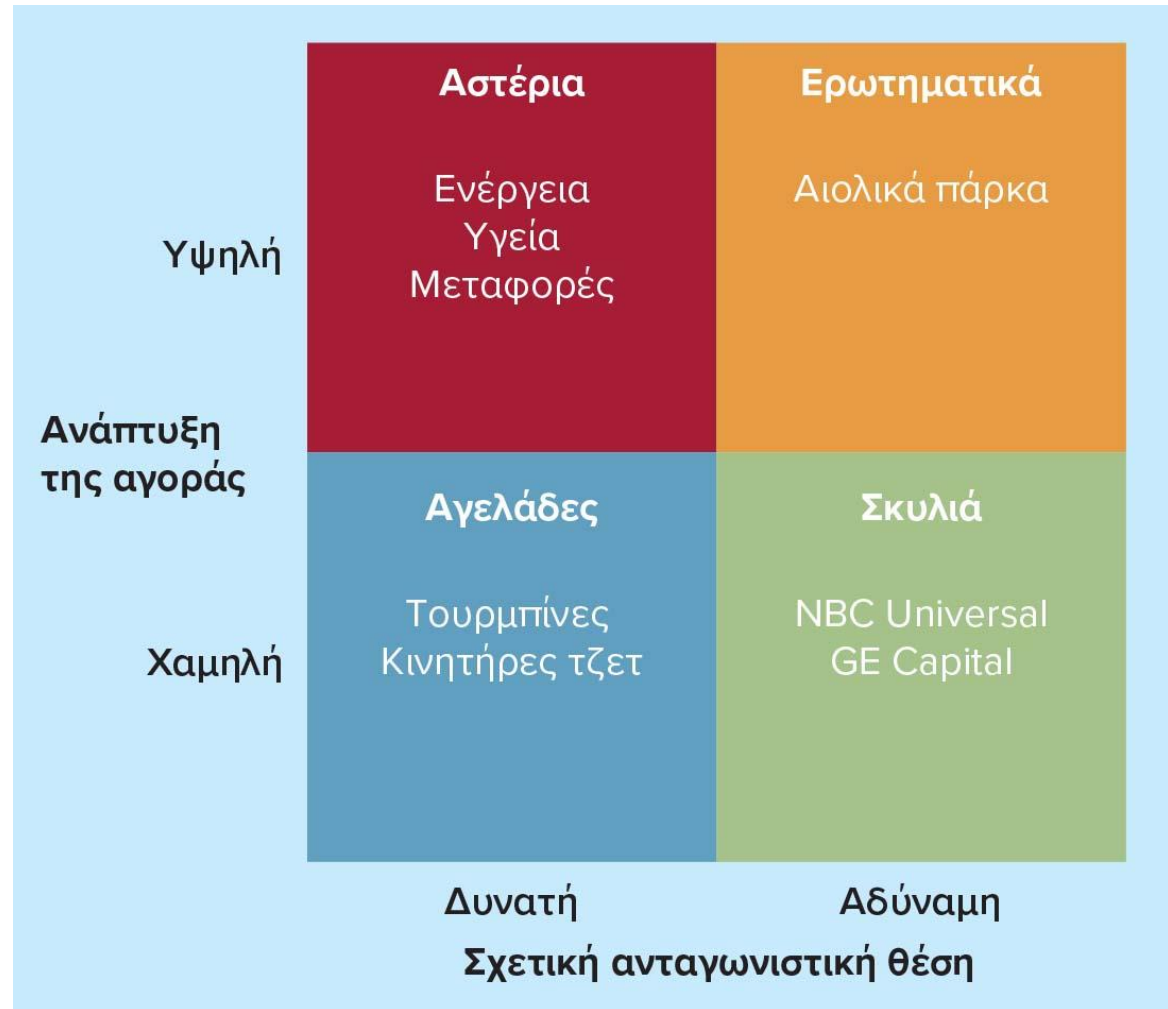 Αστέρια
Ενέργεια
Υγεία
Μεταφορές
Ερωτηματικά
Αιολικά πάρκα
Υψηλή
Ανάπτυξη
της αγοράς
Αγελάδες
Τουρμπίνες
Κινητήρες τζετ
Σκυλιά
NBC Universal
GE Capital
Χαμηλή
Δυνατή
Αδύναμη
Σχετική ανταγωνιστική θέση